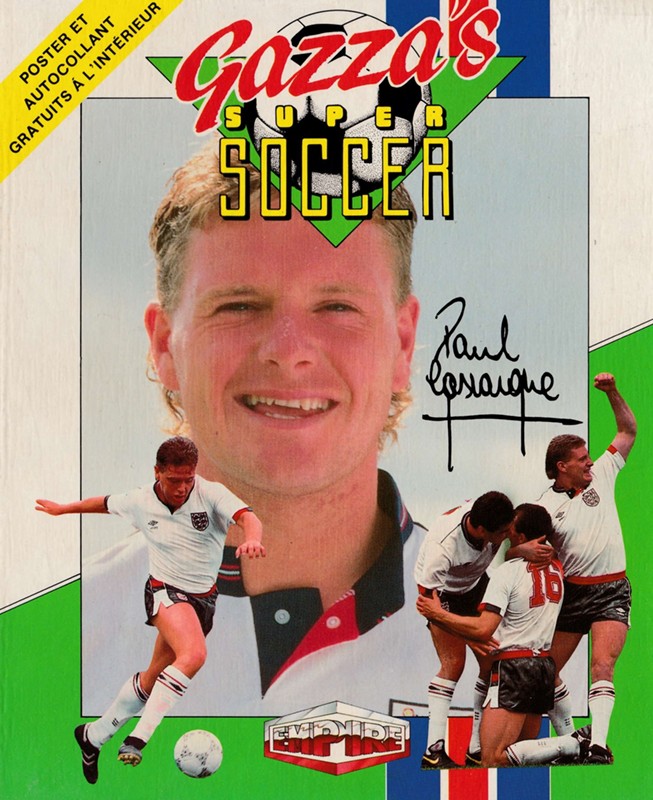 POSTER ET
AUTOCOLLANT
GRATUITS Á L'INTÉRIEUR
Gazza's
SUPER
SOCCER
Paul
Gascoigne
16
EMPIRE